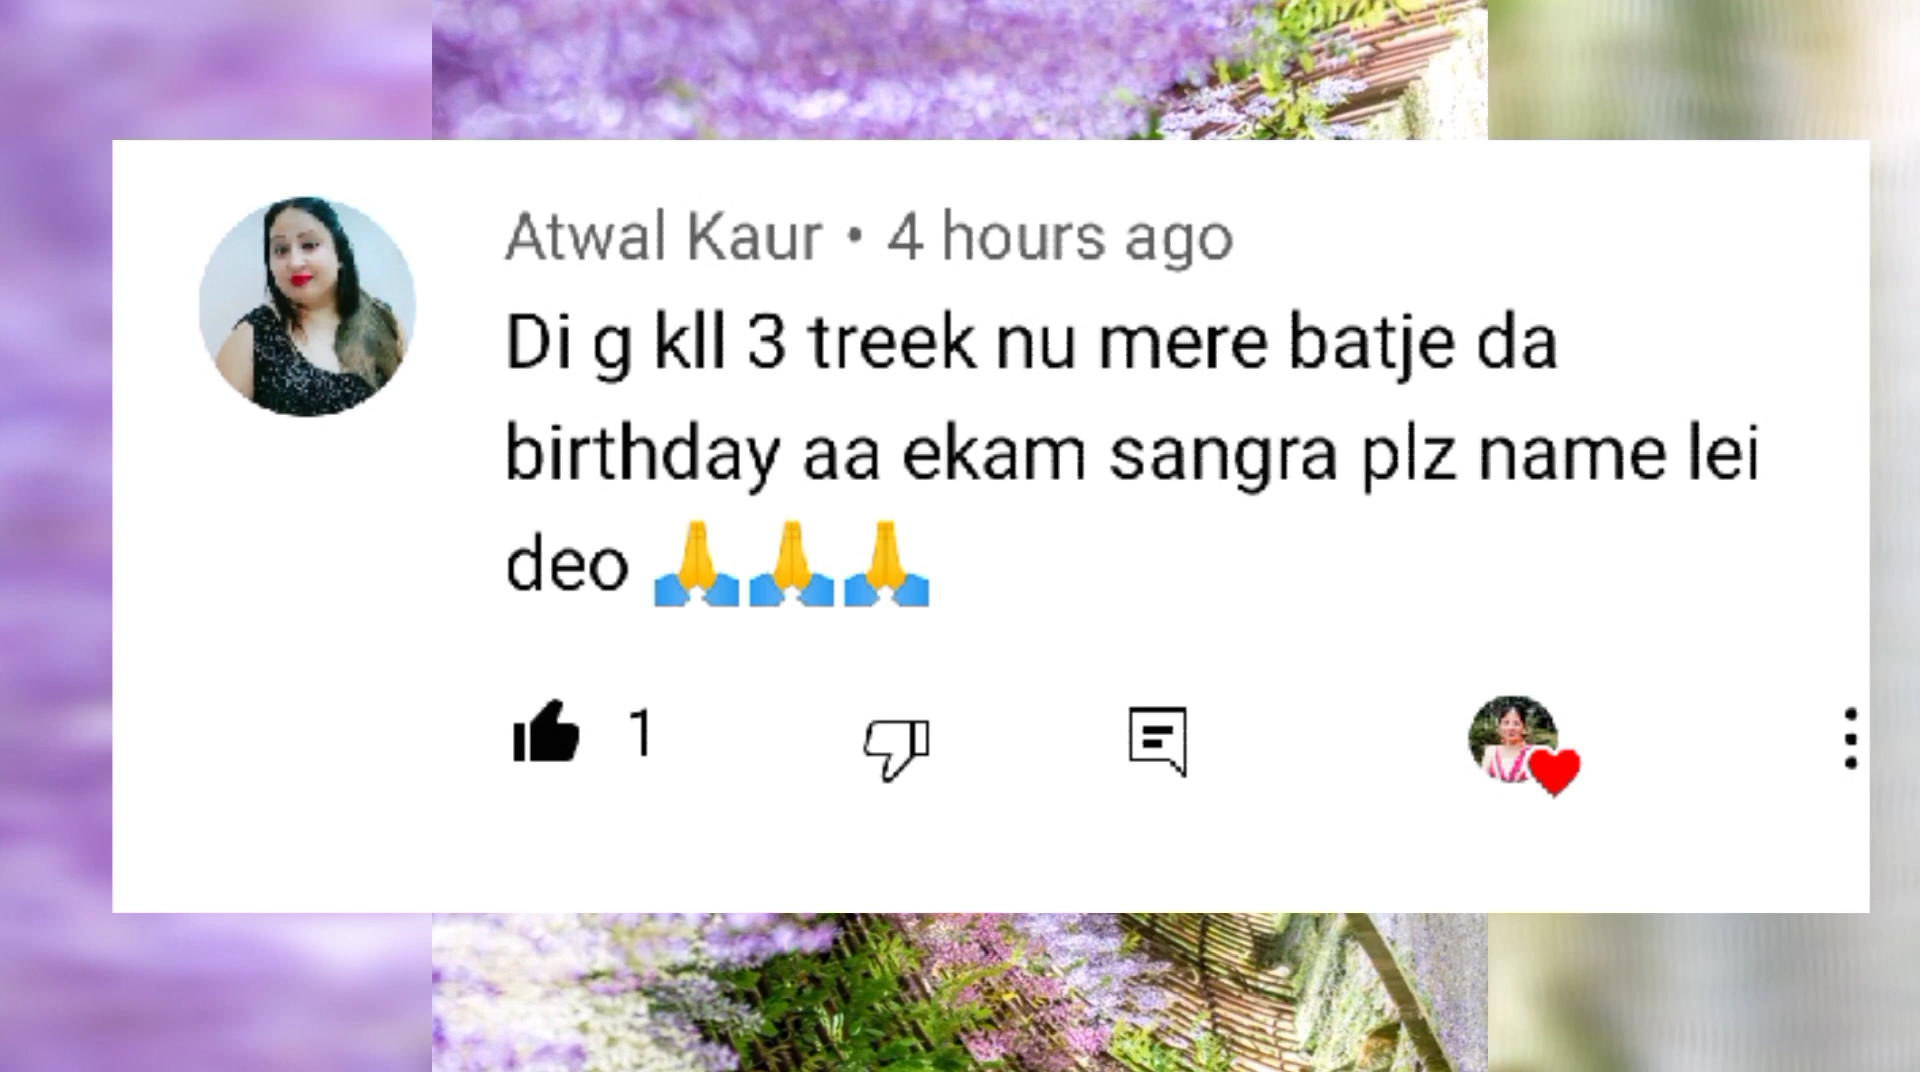 Atwal Kaur • 4 hours ago
Di g kll 3 treek nu mere batje da
birthday aa ekam sangra plz name lei
deo 🙏🙏🙏
1